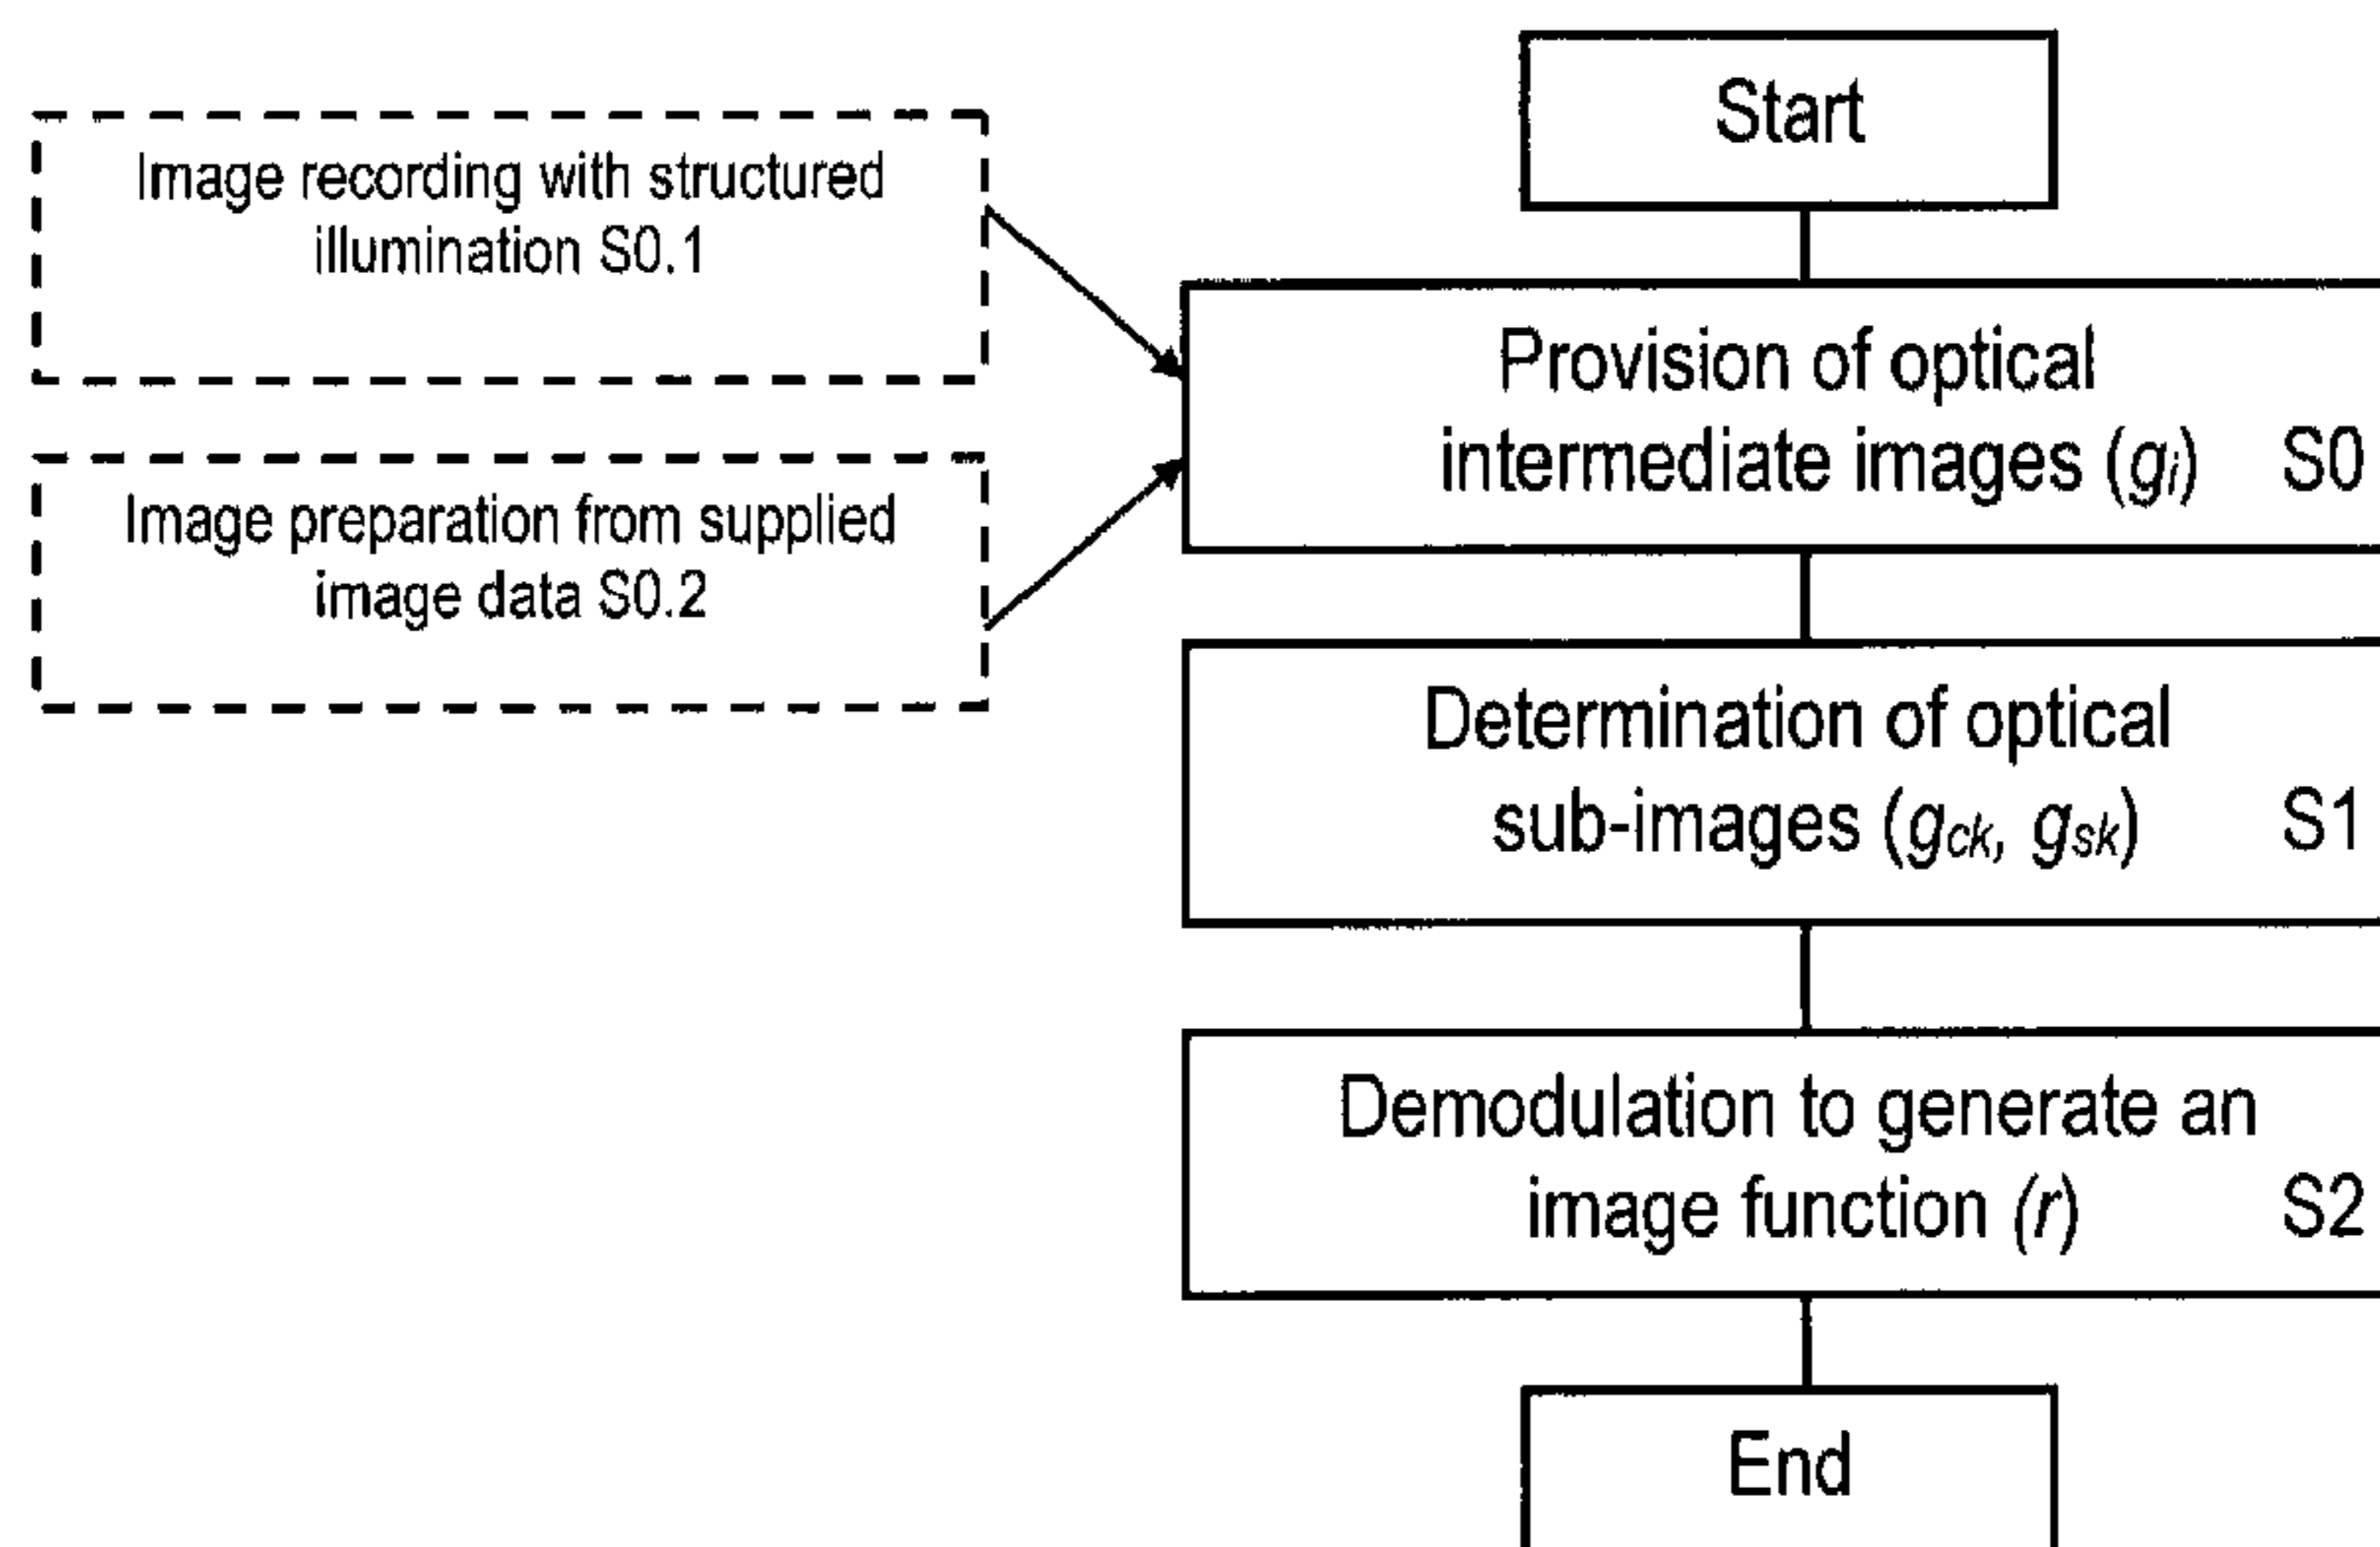 Start
Image recording with structured
illumination S0.1
Provision of optical
intermediate images (gi) S0
Image preparation from supplied
image data S0.2
Determination of optical
sub-images (gck, gsk) S1
Demodulation to generate an
image function (r) S2
End